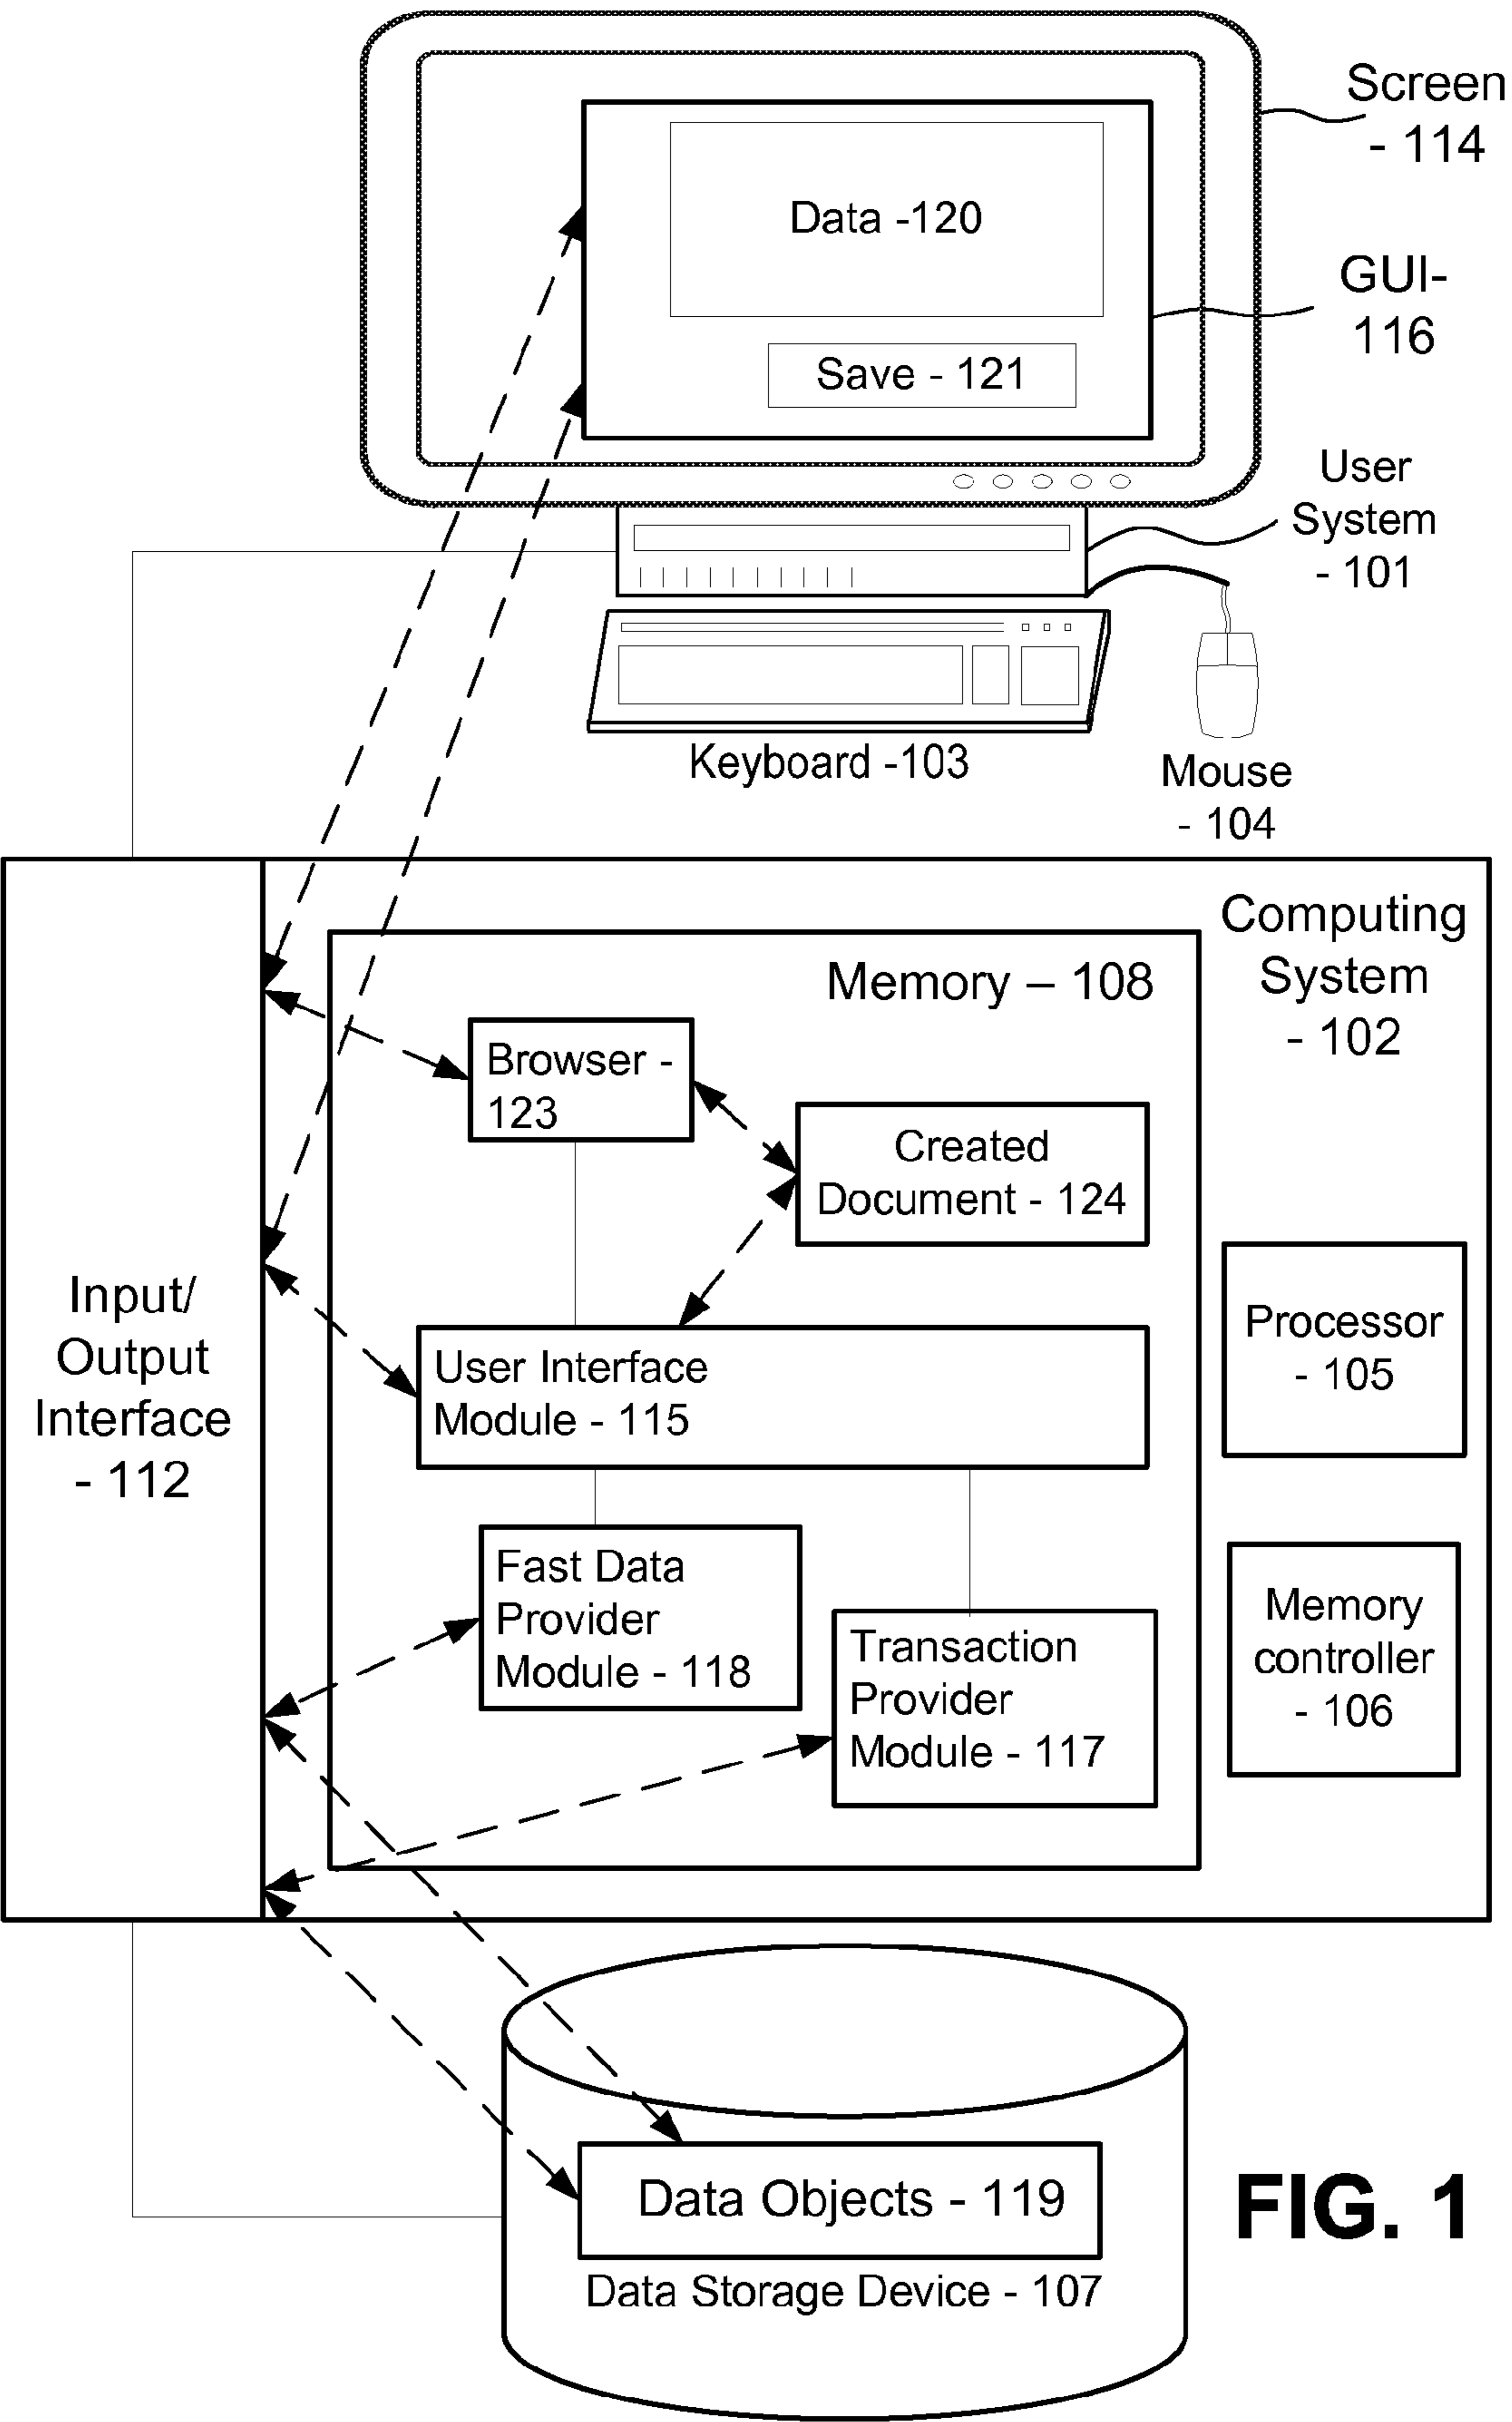 Screen
- 114
Data -120
GUI-
116
Save - 121
User
System
- 101
Keyboard -103
Mouse
- 104
Computing
System
- 102
Memory – 108
Browser -
123
Created
Document - 124
Input/
Output
Interface
- 112
Processor
- 105
User Interface
Module - 115
Fast Data
Provider
Module - 118
Memory
controller
- 106
Transaction
Provider
Module - 117
Data Objects - 119
FIG. 1
Data Storage Device - 107